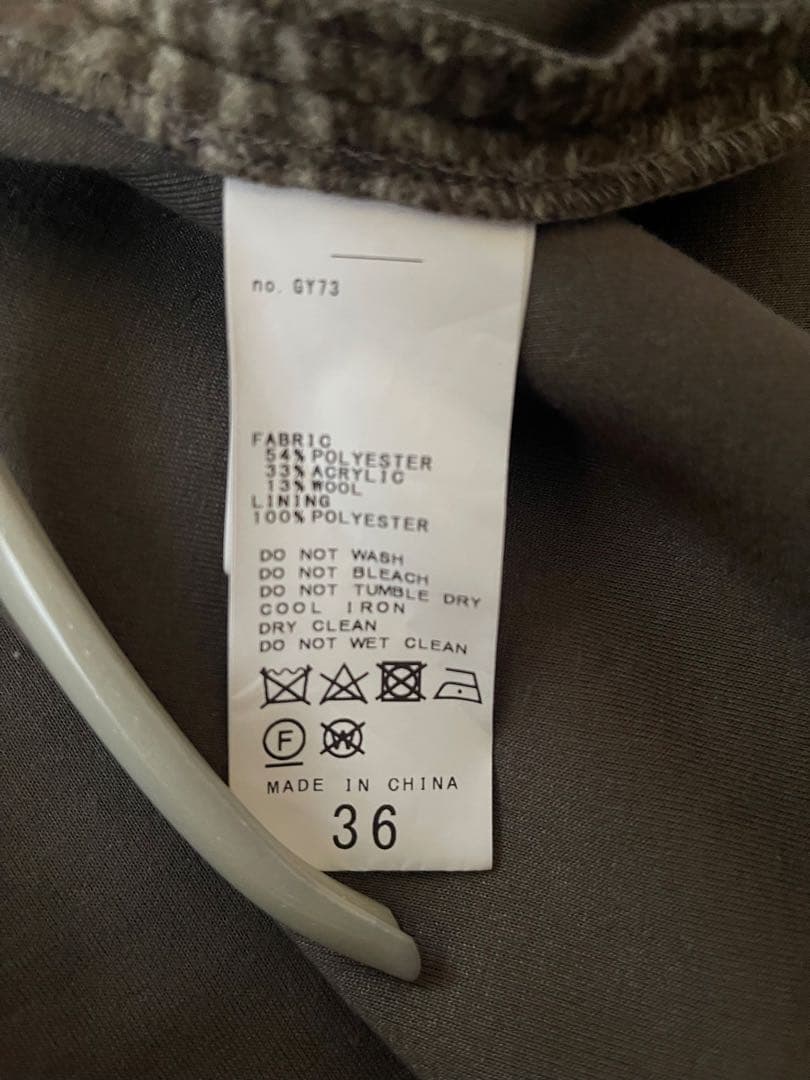 no. GY73
FABRIC
54% POLYESTER
33% ACRYLIC
13% WOOL
LINING
100% POLYESTER
DO NOT WASH
DO NOT BLEACH
DO NOT TUMBLE DRY
COOL IRON
DRY CLEAN
DO NOT WET CLEAN
F W
MADE IN CHINA
36